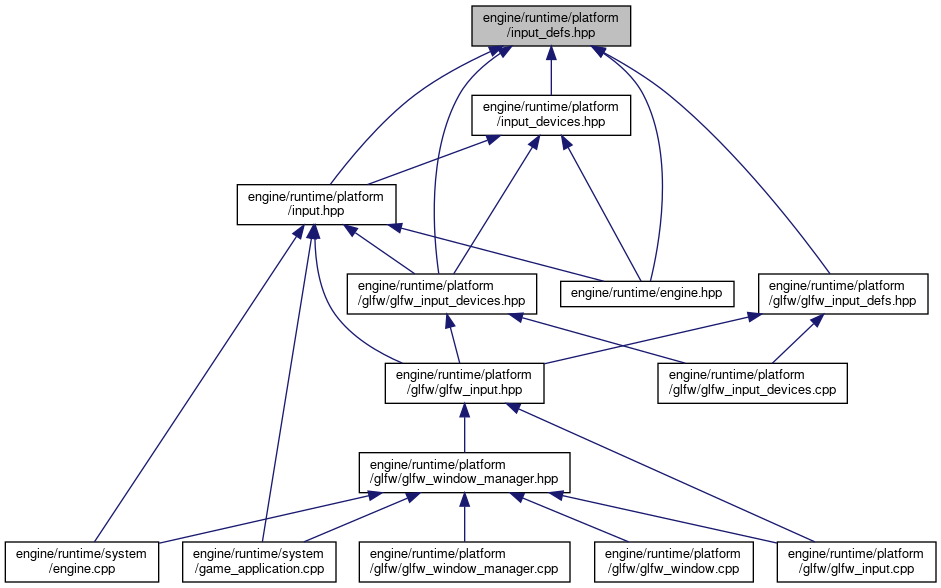 engine/runtime/platform
/input_defs.hpp
engine/runtime/platform
/input_devices.hpp
engine/runtime/platform
/input.hpp
engine/runtime/platform
/glfw/glfw_input_devices.hpp
engine/runtime/engine.hpp
engine/runtime/platform
/glfw/glfw_input_defs.hpp
engine/runtime/platform
/glfw/glfw_input.hpp
engine/runtime/platform
/glfw/glfw_input_devices.cpp
engine/runtime/platform
/glfw/glfw_window_manager.hpp
engine/runtime/system
/engine.cpp
engine/runtime/system
/game_application.cpp
engine/runtime/platform
/glfw/glfw_window_manager.cpp
engine/runtime/platform
/glfw/glfw_window.cpp
engine/runtime/platform
/glfw/glfw_input.cpp